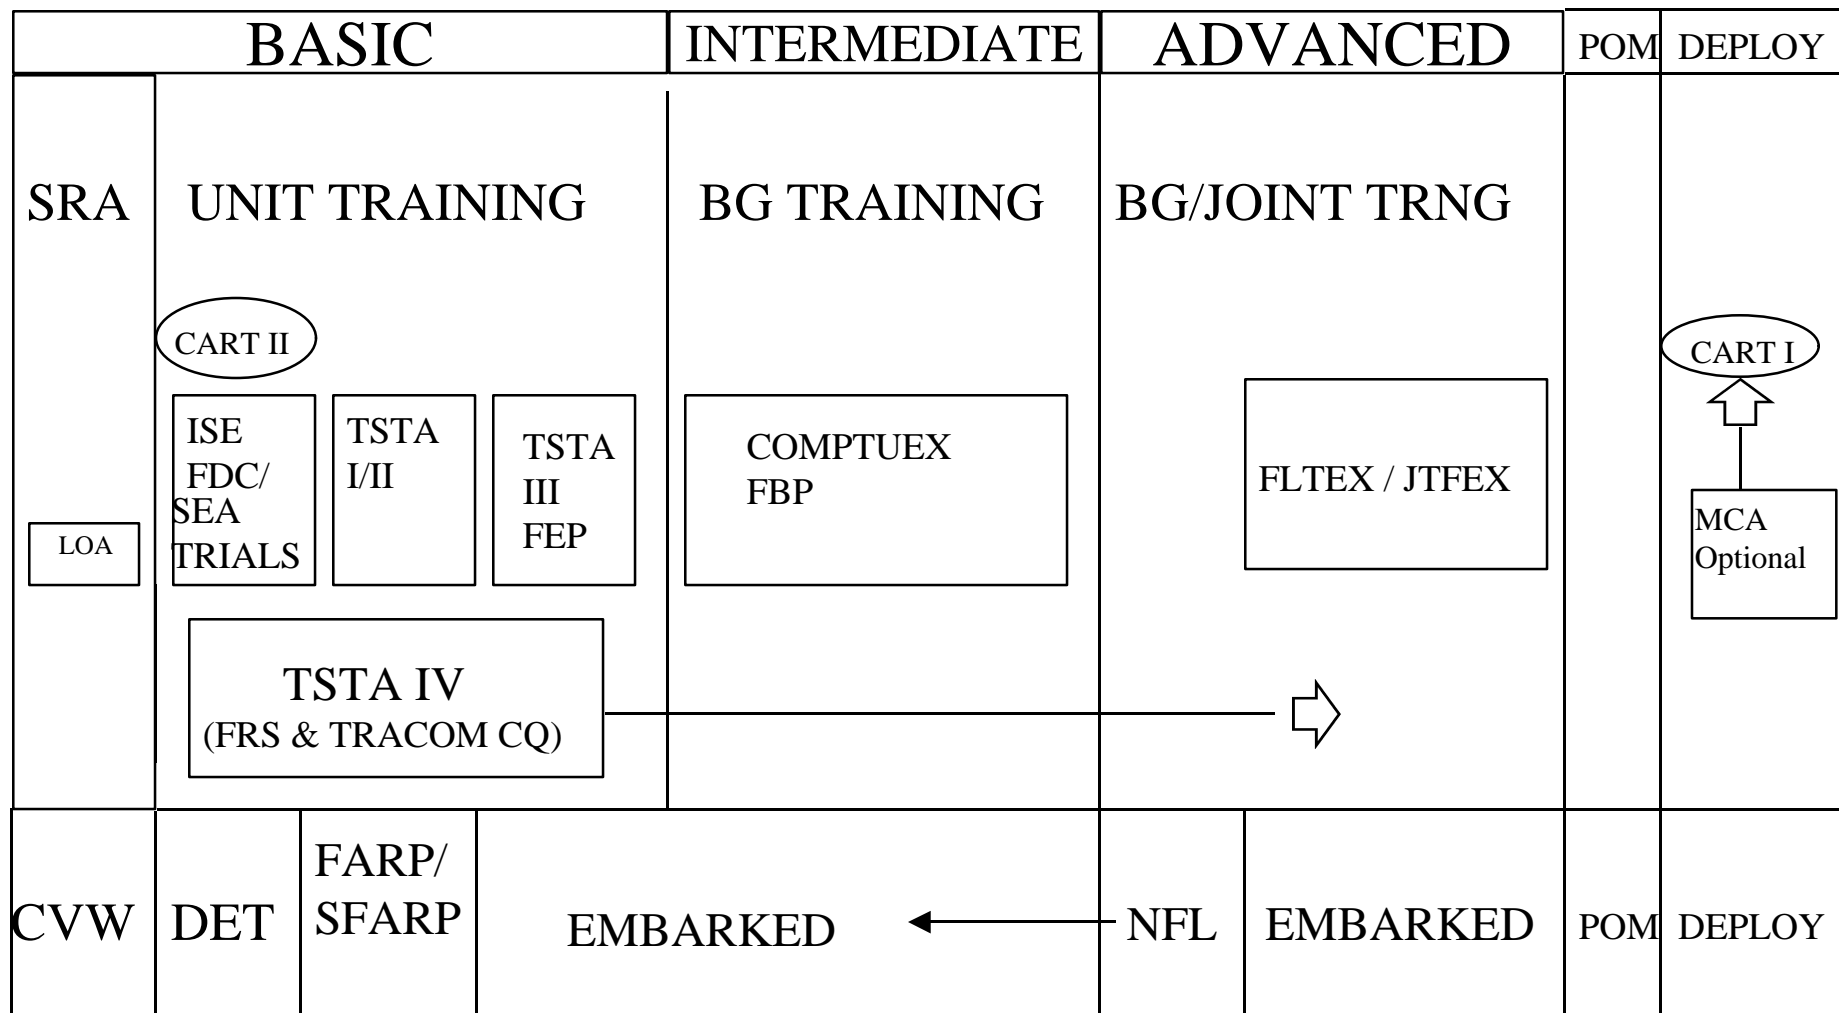 BASIC
INTERMEDIATE
ADVANCED
POM
DEPLOY
SRA
UNIT TRAINING
BG TRAINING
BG/JOINT TRNG
CART II
CART I
ISE
FDC/
SEA
TRIALS
TSTA
I/II
TSTA
III
FEP
COMPTUEX
FBP
FLTEX / JTFEX
MCA
Optional
LOA
TSTA IV
(FRS & TRACOM CQ)
CVW
DET
FARP/
SFARP
EMBARKED
NFL
EMBARKED
POM
DEPLOY